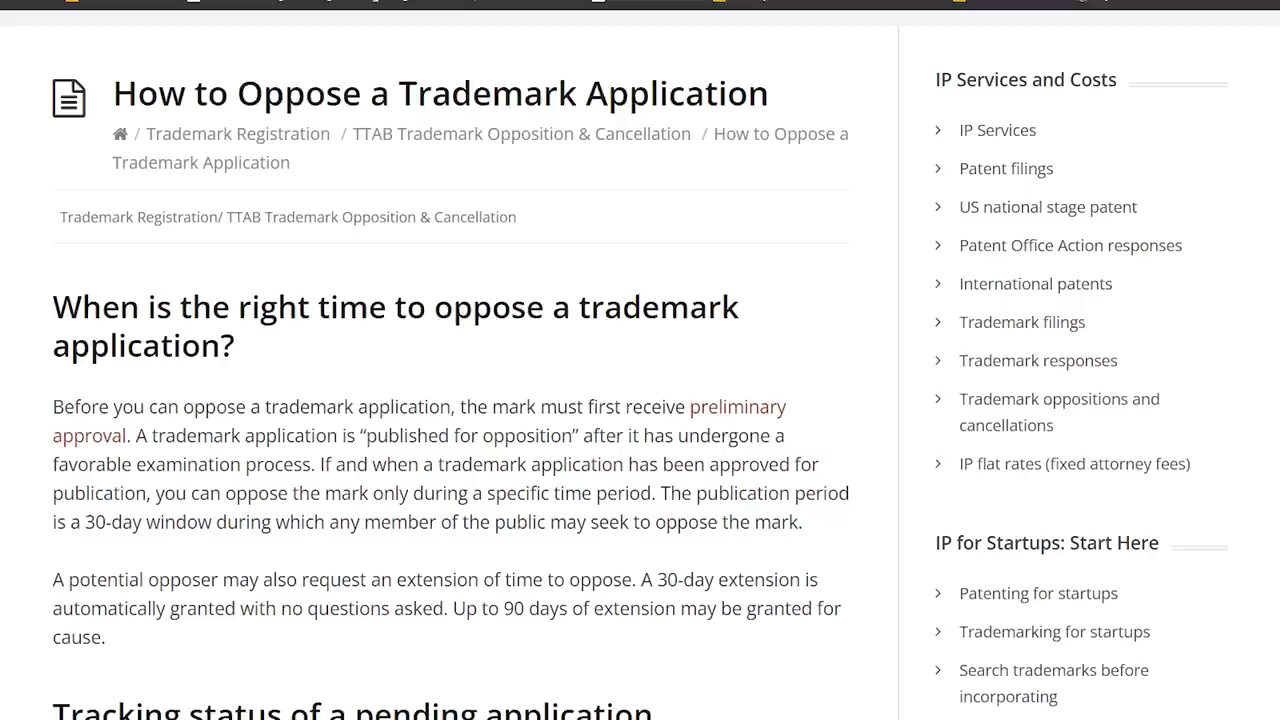 How to Oppose a Trademark Application
/ Trademark Registration / TTAB Trademark Opposition & Cancellation / How to Oppose a
Trademark Application
Trademark Registration/ TTAB Trademark Opposition & Cancellation
When is the right time to oppose a trademark
application?
Before you can oppose a trademark application, the mark must first receive preliminary
approval. A trademark application is “published for opposition” after it has undergone a
favorable examination process. If and when a trademark application has been approved for
publication, you can oppose the mark only during a specific time period. The publication period
is a 30-day window during which any member of the public may seek to oppose the mark.
A potential opposer may also request an extension of time to oppose. A 30-day extension is
automatically granted with no questions asked. Up to 90 days of extension may be granted for
cause.
Tracking status of a pending application
IP Services and Costs
IP Services
Patent filings
US national stage patent
Patent Office Action responses
International patents
Trademark filings
Trademark responses
Trademark oppositions and
cancellations
IP flat rates (fixed attorney fees)
IP for Startups: Start Here
Patenting for startups
Trademarking for startups
Search trademarks before
incorporating